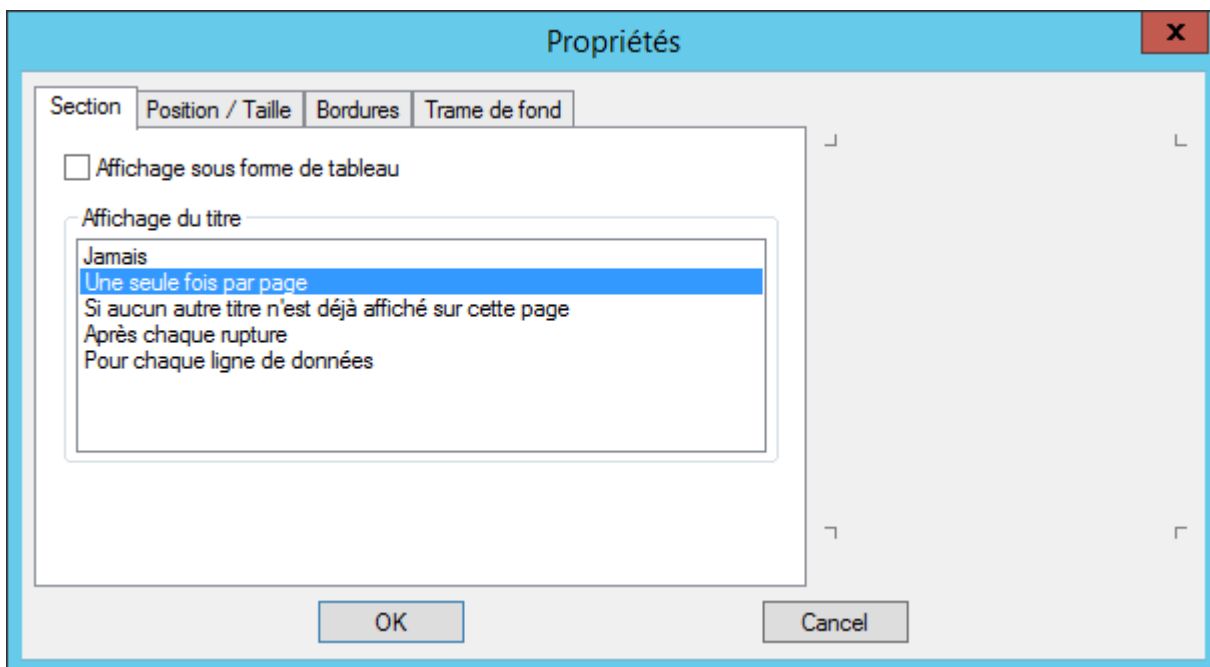 Propriétés
x
Section Position / Taille Bordures Trame de fond
Affichage sous forme de tableau
Affichage du titre
Jamais
Une seule fois par page
Si aucun autre titre n'est déjà affiché sur cette page
Après chaque rupture
Pour chaque ligne de données
OK Cancel